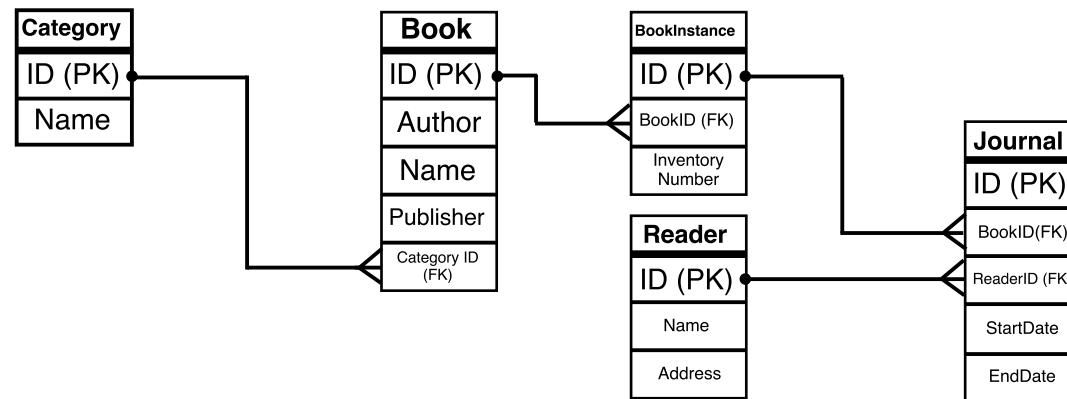 Category
ID (PK)
Name
Book
ID (PK)
Author
Name
Publisher
Category ID
(FK)
BookInstance
ID (PK)
BookID (FK)
Inventory
Number
Reader
ID (PK)
Name
Address
Journal
ID (PK)
BookID(FK)
ReaderID (FK
StartDate
EndDate